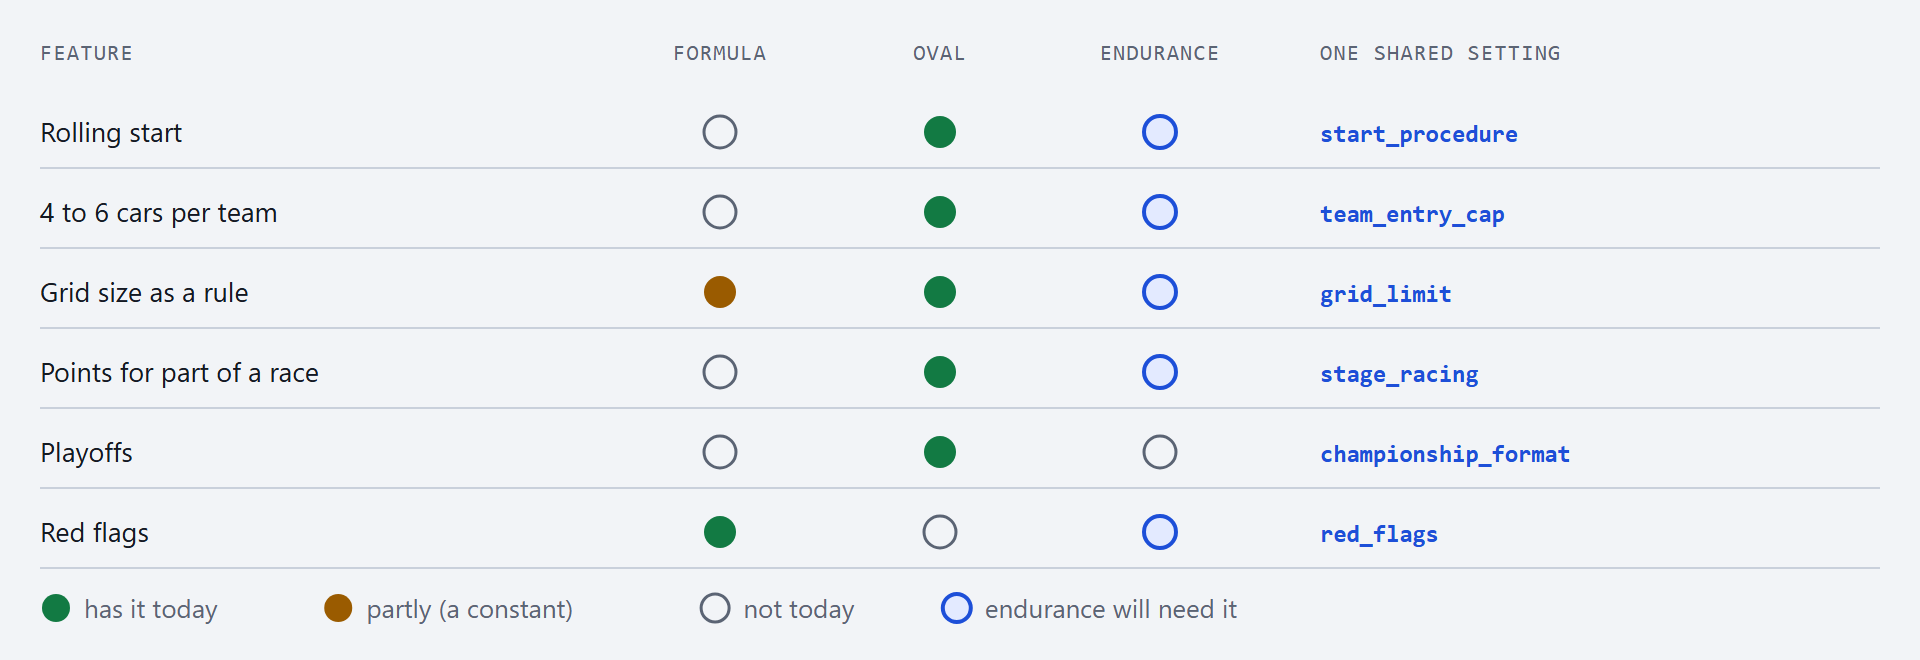 FEATURE FORMULA OVAL ENDURANCE ONE SHARED SETTING
Rolling start start_procedure
4 to 6 cars per team team_entry_cap
Grid size as a rule grid_limit
Points for part of a race stage_racing
Playoffs championship_format
Red flags red_flags
has it today partly (a constant) not today endurance will need it